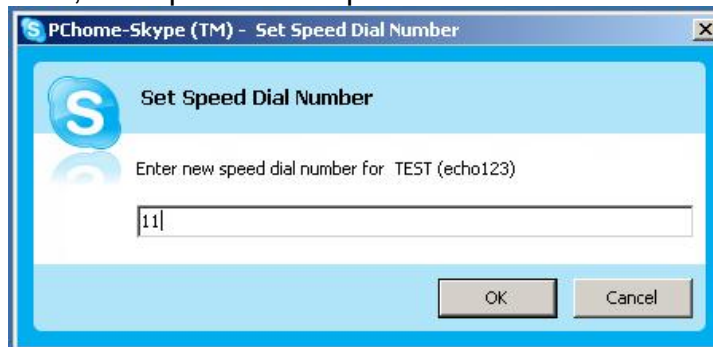 PChome-Skype (TM) - Set Speed Dial Number
Set Speed Dial Number
Enter new speed dial number for TEST (echo123)
11
OK Cancel